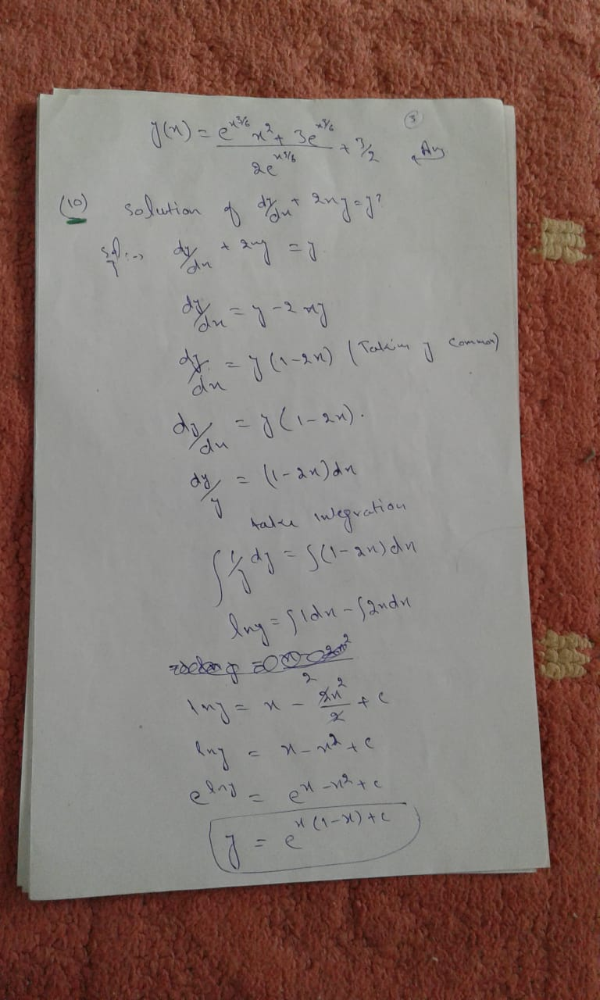 ③
y(x) = e^{x³/6} x² + 3e^{x³/6} / 2e^{x³/6} + 3/2 Ans
(10) solution of dy/dx + 2xy = y?
sol :→ dy/dx + 2xy = y
dy/dx = y - 2xy
dy/dx = y(1-2x) (Taking y common)
dy/dx = y(1-2x).
dy/y = (1-2x)dx
take integration
∫ 1/y dy = ∫(1-2x)dx
lny = ∫1dx - ∫2xdx
lny = x - 2x²/2 + c
lny = x - x² + c
e^{lny} = e^{x-x²+c}
y = e^{x(1-x)+c}